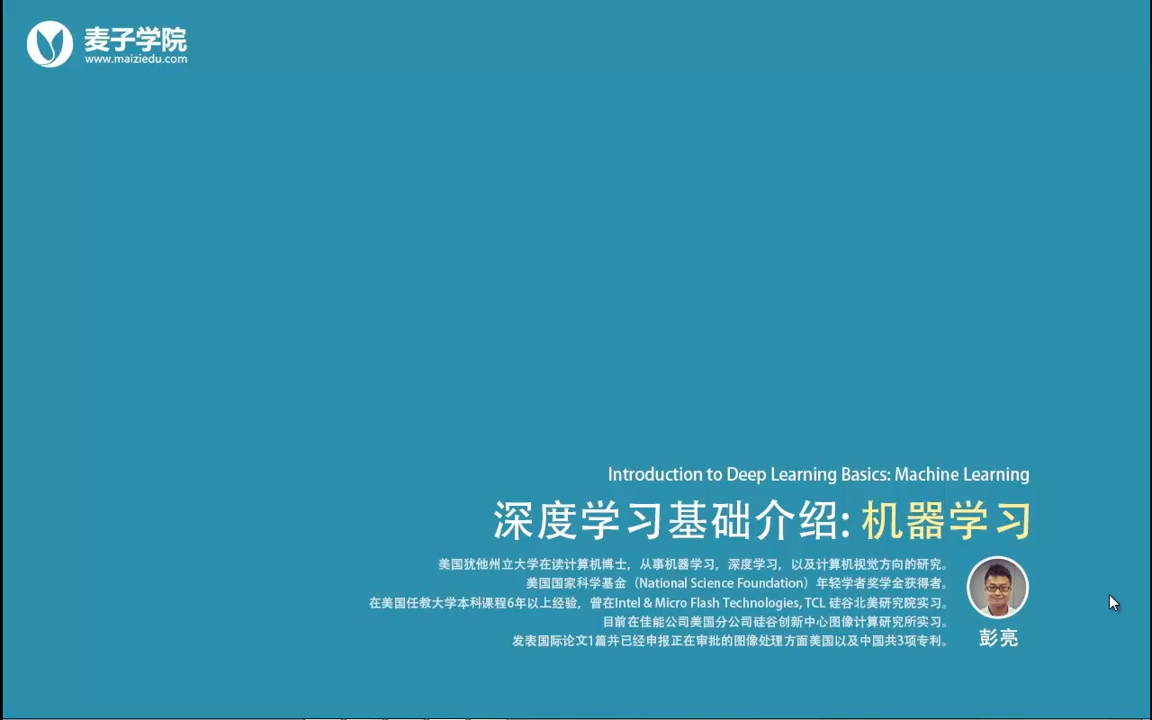 麦子学院
www.maiziedu.com
Introduction to Deep Learning Basics: Machine Learning
深度学习基础介绍: 机器学习
美国犹他州立大学在读计算机博士，从事机器学习，深度学习，以及计算机视觉方向的研究。
美国国家科学基金（National Science Foundation）年轻学者奖学金获得者。
在美国任教大学本科课程6年以上经验，曾在Intel & Micro Flash Technologies, TCL 硅谷北美研究院实习。
目前在佳能公司美国分公司硅谷创新中心图像计算研究所实习。
发表国际论文1篇并已经申报正在审批的图像处理方面美国以及中国共3项专利。
彭亮